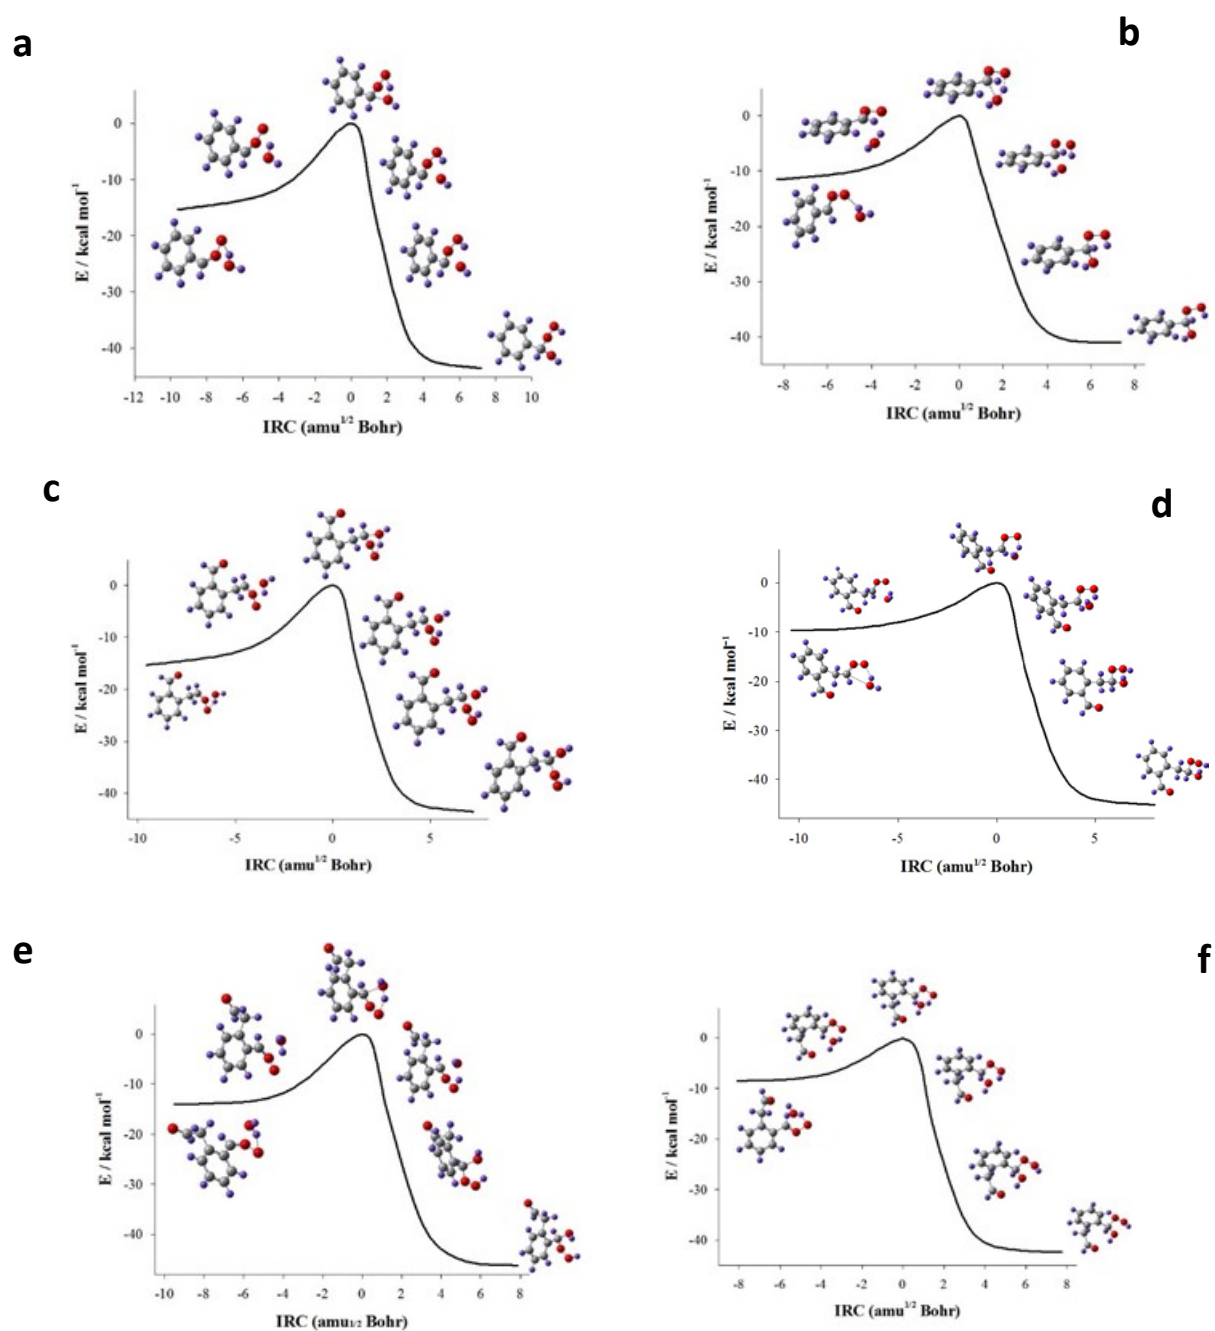 a
b
0
-10
-20
-30
-40
E / kcal mol-1
-12 -10 -8 -6 -4 -2 0 2 4 6 8 10
IRC (amu1/2 Bohr)
0
-10
-20
-30
-40
E / kcal mol-1
-8 -6 -4 -2 0 2 4 6 8
IRC (amu1/2 Bohr)
c
d
0
-10
-20
-30
-40
E / kcal mol-1
-10 -5 0 5
IRC (amu1/2 Bohr)
0
-10
-20
-30
-40
E / kcal mol-1
-10 -5 0 5
IRC (amu1/2 Bohr)
e
f
0
-10
-20
-30
-40
E / kcal mol-1
-10 -8 -6 -4 -2 0 2 4 6 8
IRC (amu1/2 Bohr)
0
-10
-20
-30
-40
E / kcal mol-1
-8 -6 -4 -2 0 2 4 6 8
IRC (amu1/2 Bohr)